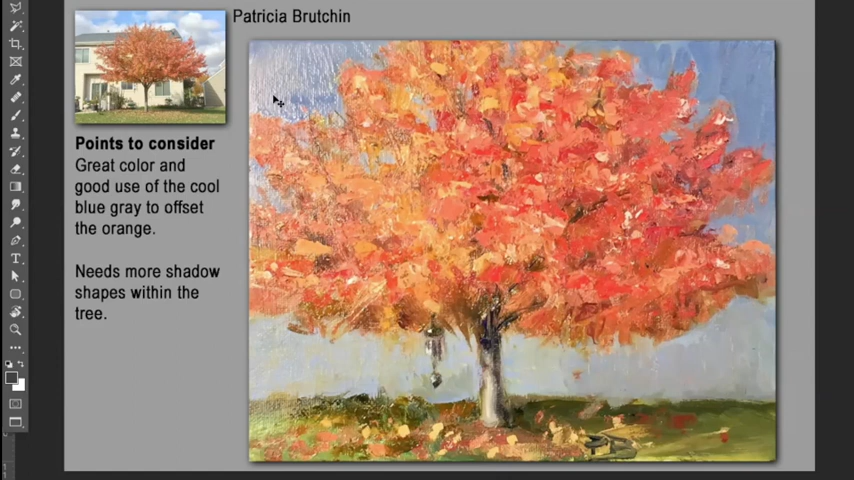 Patricia Brutchin
Points to consider
Great color and
good use of the cool
blue gray to offset
the orange.
Needs more shadow
shapes within the
tree.